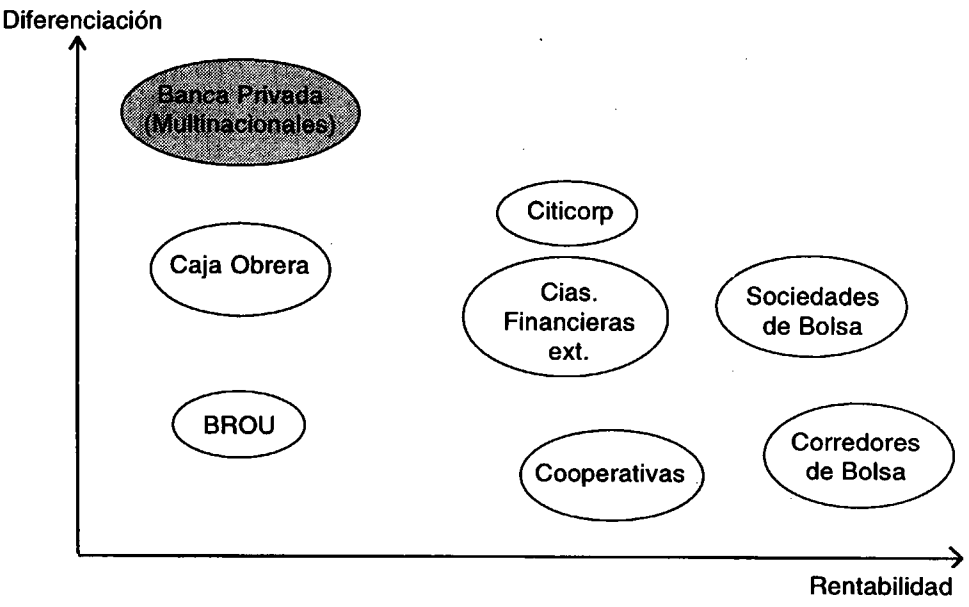 Diferenciación
Banca Privada
(Multinacionales)
Citicorp
Caja Obrera
Cias.
Financieras
ext.
Sociedades
de Bolsa
BROU
Cooperativas
Corredores
de Bolsa
Rentabilidad